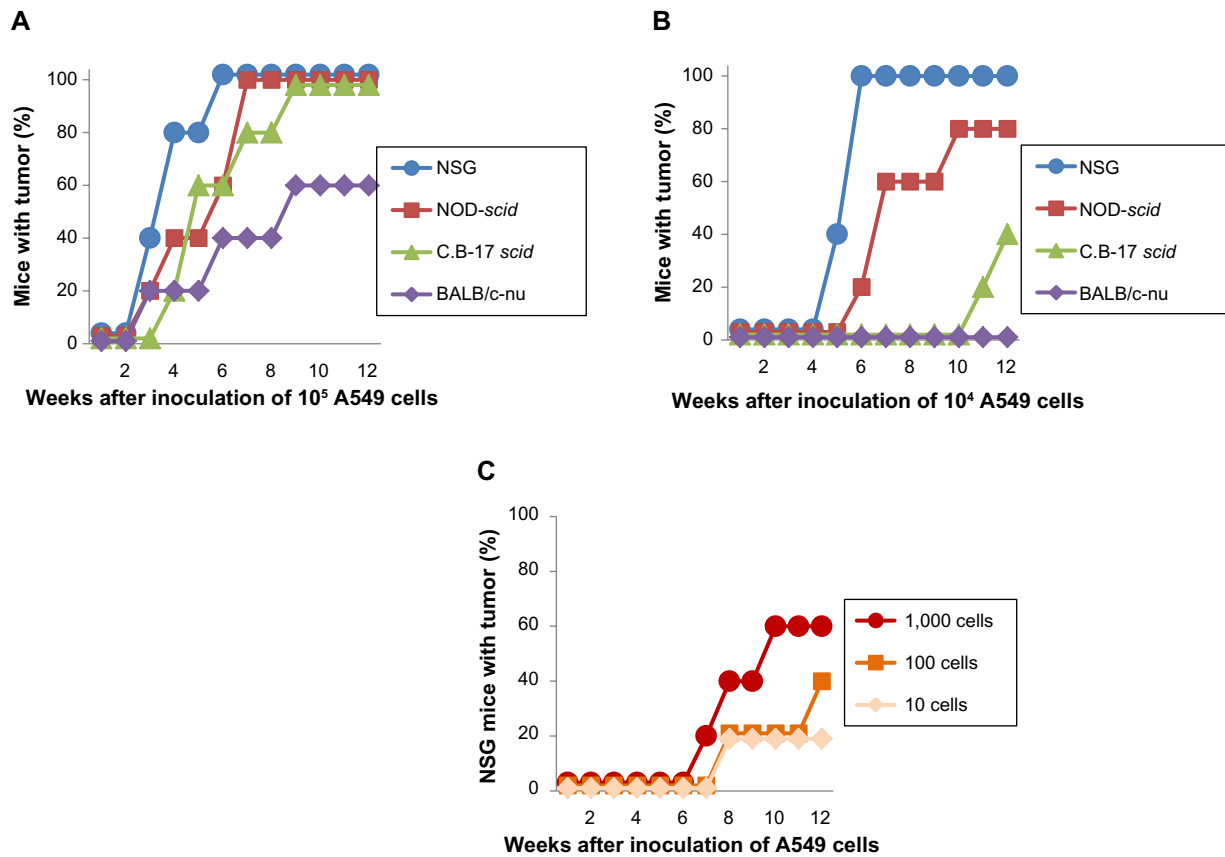 A
Mice with tumor (%)
100
80
60
40
20
0
2 4 6 8 10 12
Weeks after inoculation of 10⁵ A549 cells
NSG
NOD-scid
C.B-17 scid
BALB/c-nu
B
Mice with tumor (%)
100
80
60
40
20
0
2 4 6 8 10 12
Weeks after inoculation of 10⁴ A549 cells
NSG
NOD-scid
C.B-17 scid
BALB/c-nu
C
NSG mice with tumor (%)
100
80
60
40
20
0
2 4 6 8 10 12
Weeks after inoculation of A549 cells
1,000 cells
100 cells
10 cells